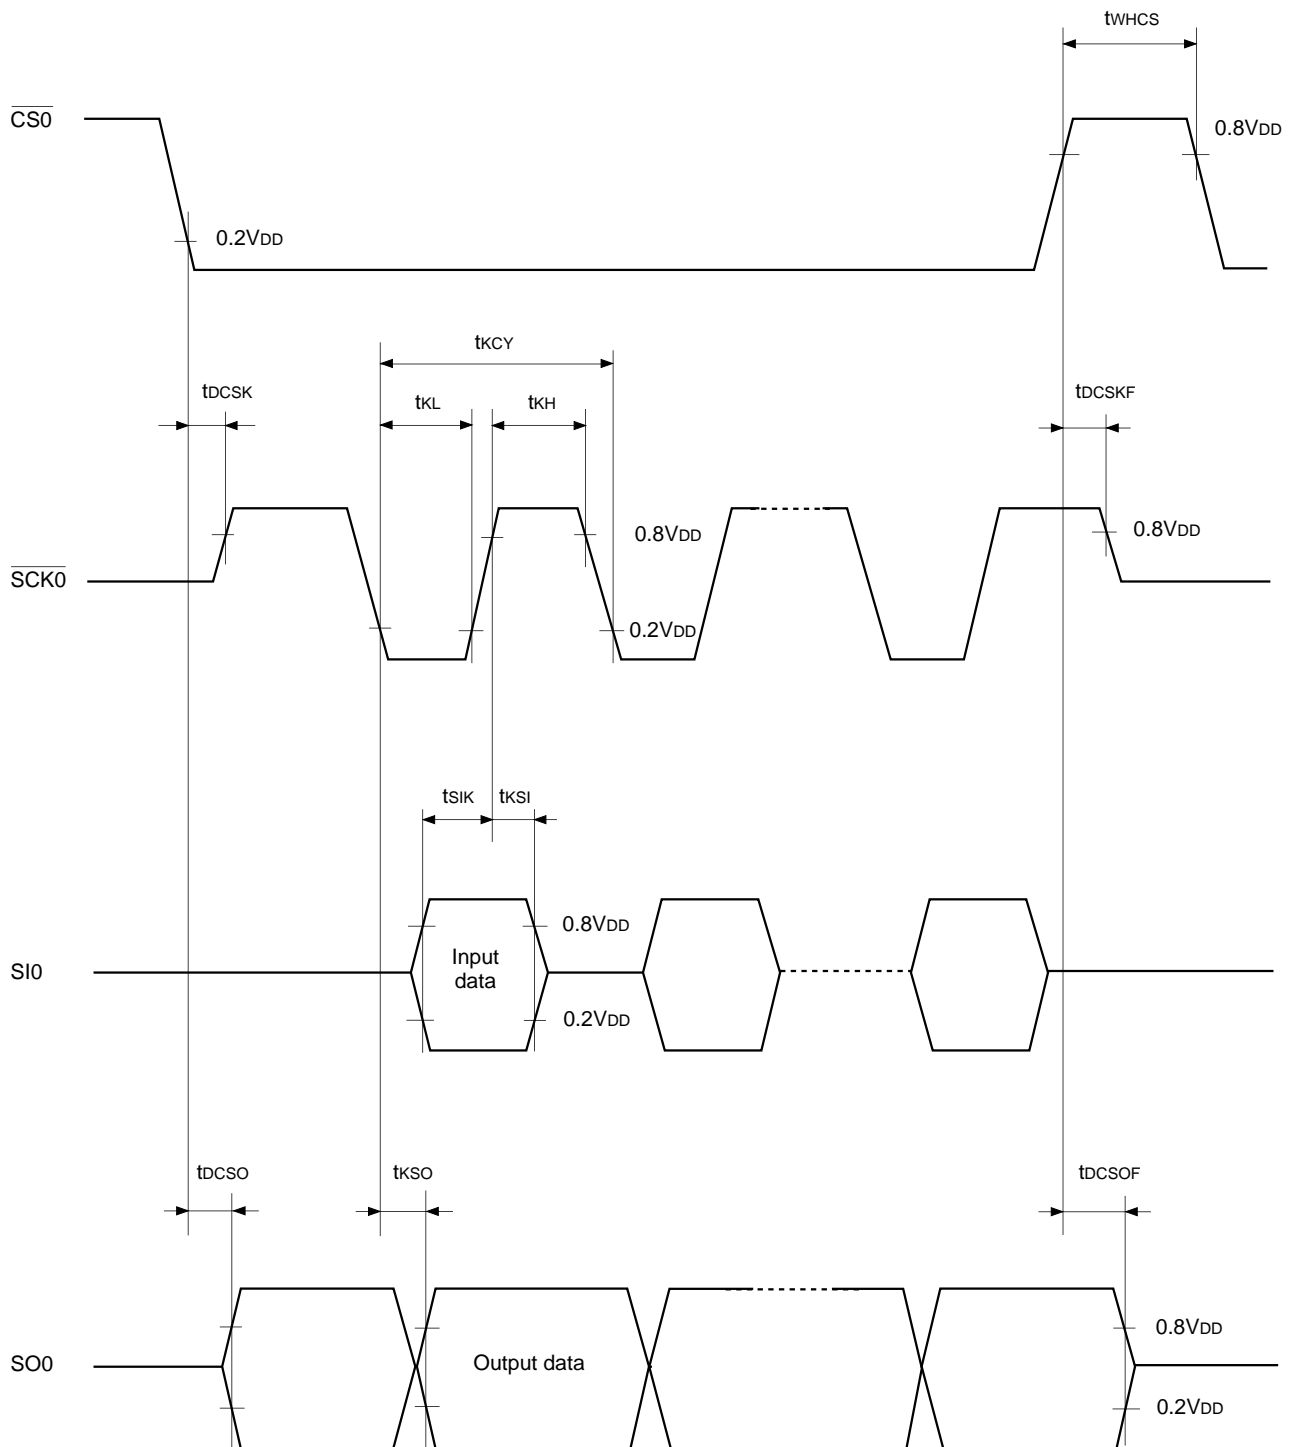 tWHCS
CS0
0.8VDD
0.2VDD
tKCY
tDCSK
tKL
tKH
tDCSKF
0.8VDD
0.8VDD
SCK0
0.2VDD
tSIK
tKSI
0.8VDD
Input
data
SI0
0.2VDD
tDCSO
tKSO
tDCSOF
0.8VDD
SO0
Output data
0.2VDD